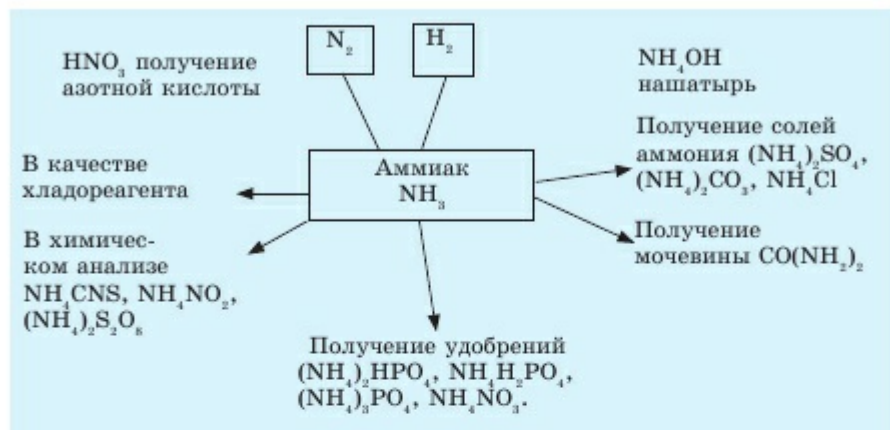 N₂
H₂
HNO₃ получение
азотной кислоты
NH₄OH
нашатырь
Аммиак
NH₃
Получение солей
аммония (NH₄)₂SO₄,
(NH₄)₂CO₃, NH₄Cl
В качестве
хладореагента
Получение
мочевины CO(NH₂)₂
В химичес-
ком анализе
NH₄CNS, NH₄NO₂,
(NH₄)₂S₂O₈
Получение удобрений
(NH₄)₂HPO₄, NH₄H₂PO₄,
(NH₄)₃PO₄, NH₄NO₃.